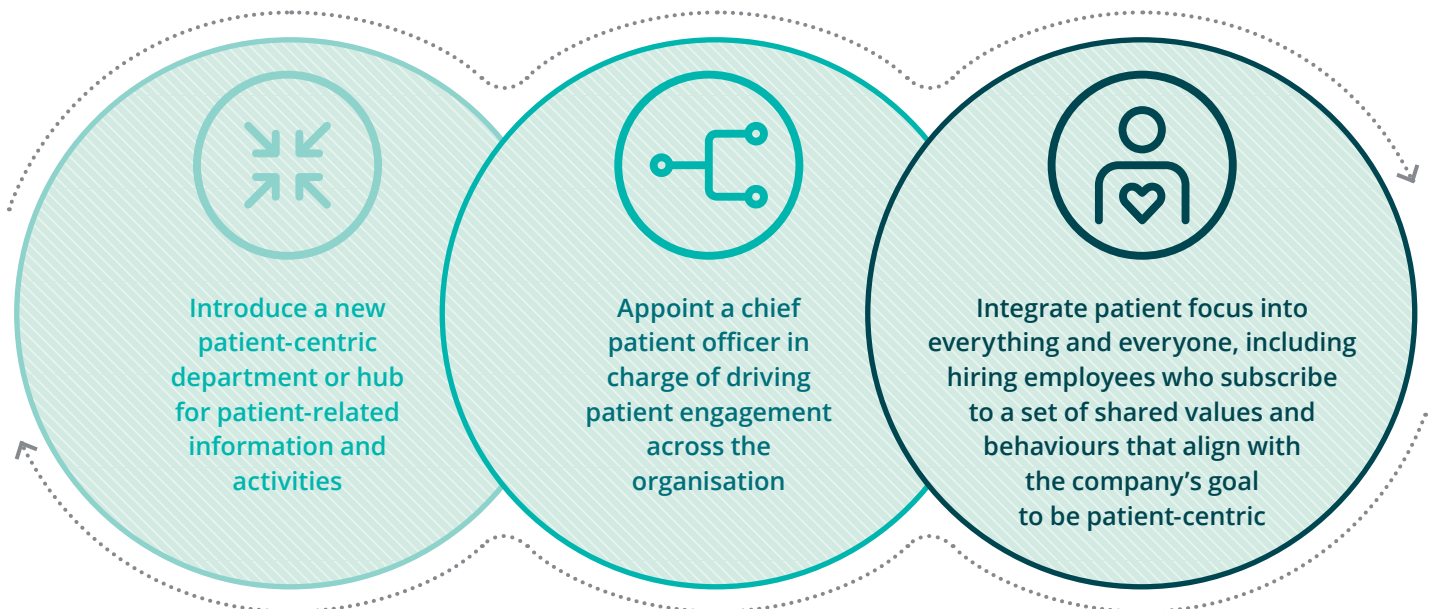 Introduce a new
patient-centric
department or hub
for patient-related
information and
activities
Appoint a chief
patient officer in
charge of driving
patient engagement
across the
organisation
Integrate patient focus into
everything and everyone, including
hiring employees who subscribe
to a set of shared values and
behaviours that align with
the company’s goal
to be patient-centric